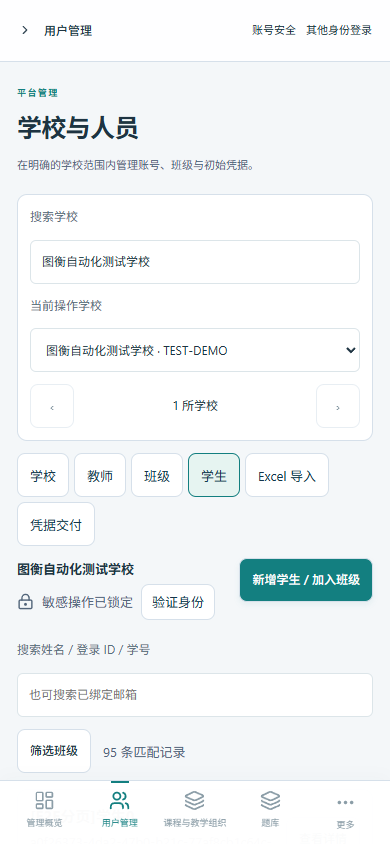 用户管理 账号安全 其他身份登录
平台管理
学校与人员
在明确的学校范围内管理账号、班级与初始凭据。
搜索学校
图衡自动化测试学校
当前操作学校
图衡自动化测试学校 · TEST-DEMO
‹ 1 所学校 ›
学校 教师 班级 学生 Excel 导入
凭据交付
图衡自动化测试学校
新增学生 / 加入班级
敏感操作已锁定 验证身份
搜索姓名 / 登录 ID / 学号
也可搜索已绑定邮箱
筛选班级 95 条匹配记录
管理概览 用户管理 课程与教学组织 题库 更多